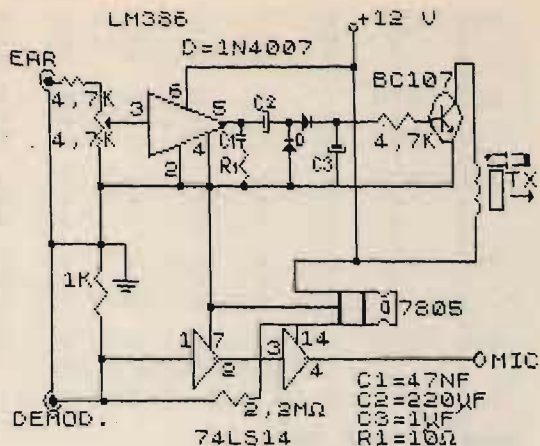 LM386
+12 V
D=1N4007
EAR
BC107
6
C2
4,7K
3
5
4,7K
C1
D
4
R1
C3
4,7K
2
TX
1K
7805
1
7
3
14
2
4
MIC
2,2MΩ
C1=47NF
C2=220µF
DEMOD.
C3=1µF
74LS14
R1=10Ω